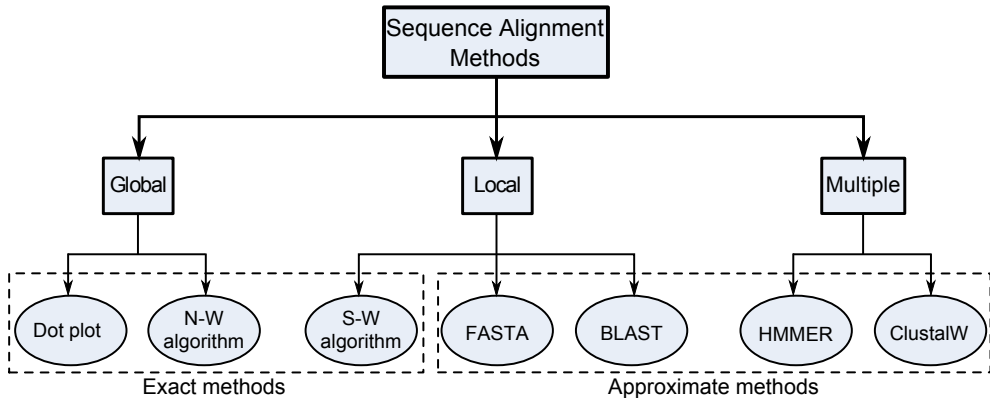 Sequence Alignment
Methods
Global
Local
Multiple
Dot plot
N-W
algorithm
S-W
algorithm
FASTA
BLAST
HMMER
ClustalW
Exact methods
Approximate methods